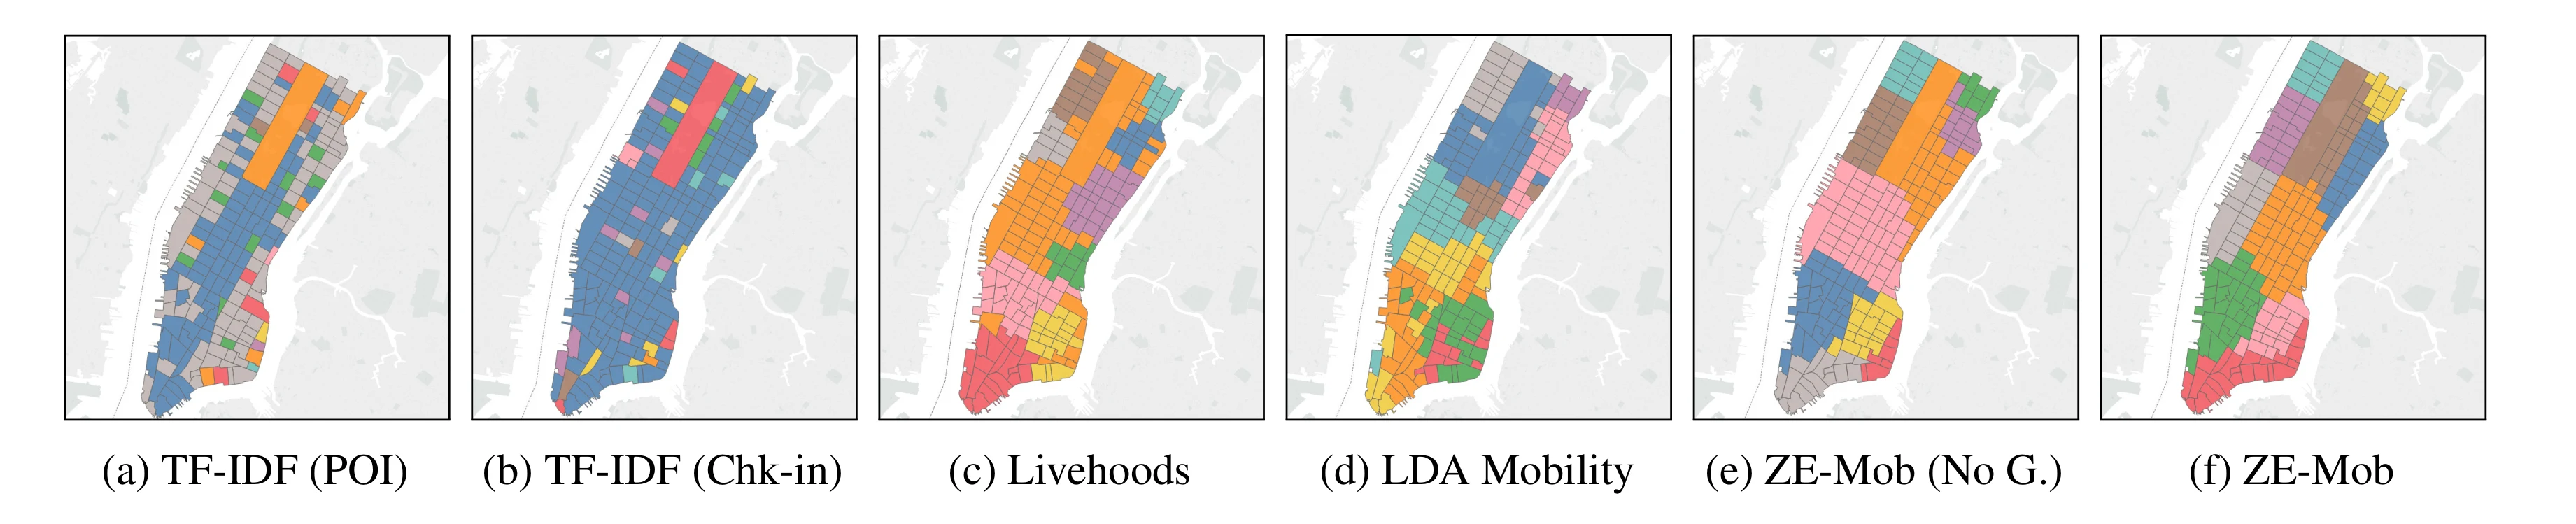 (a) TF-IDF (POI)
(b) TF-IDF (Chk-in)
(c) Livehoods
(d) LDA Mobility
(e) ZE-Mob (No G.)
(f) ZE-Mob